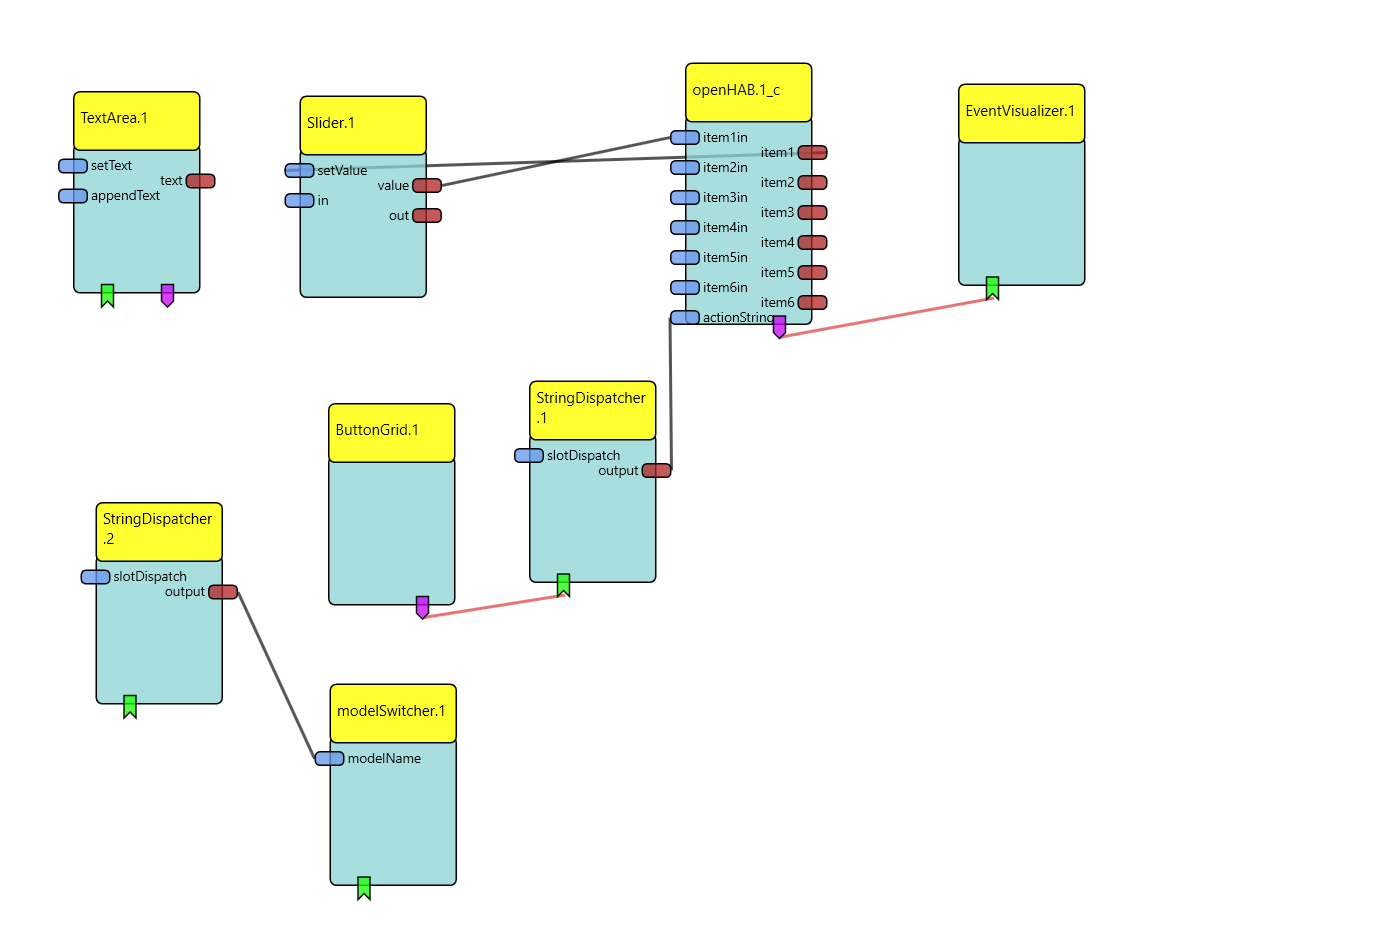 TextArea.1
setText
text
appendText
Slider.1
setValue
value
in
out
openHAB.1_c
item1in
item1
item2in
item2
item3in
item3
item4in
item4
item5in
item5
item6in
item6
actionString
EventVisualizer.1
ButtonGrid.1
StringDispatcher
.1
slotDispatch
output
StringDispatcher
.2
slotDispatch
output
modelSwitcher.1
modelName